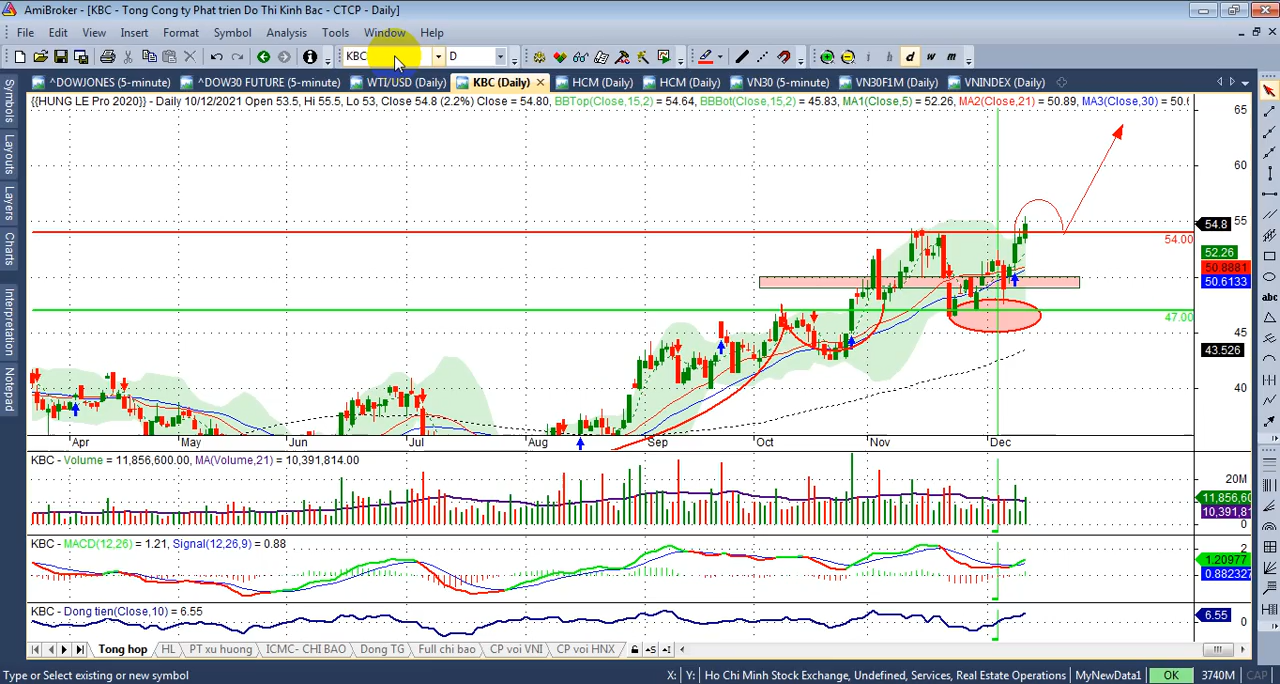 AmiBroker - [KBC - Tong Cong ty Phat trien Do Thi Kinh Bac - CTCP - Daily]
File Edit View Insert Format Symbol Analysis Tools Window Help
KBC D i h d w m
^DOWJONES (5-minute) ^DOW30 FUTURE (5-minute) WTI/USD (Daily) KBC (Daily) HCM (Daily) HCM (Daily) VN30 (5-minute) VN30F1M (Daily) VNINDEX (Daily)
{{HUNG LE Pro 2020}} - Daily 10/12/2021 Open 53.5, Hi 55.5, Lo 53, Close 54.8 (2.2%) Close = 54.80, BBTop(Close,15,2) = 54.64, BBBot(Close,15,2) = 45.83, MA1(Close,5) = 52.26, MA2(Close,21) = 50.89, MA3(Close,30) = 50.6
Symbols
Layouts
Layers
Charts
Interpretation
Notepad
abc
65
60
55
54.8
54.00
52.26
50.8881
50.6133
47.00
45
43.526
40
Apr May Jun Jul Aug Sep Oct Nov Dec
KBC - Volume = 11,856,600.00, MA(Volume,21) = 10,391,814.00
20M
11,856,60
10,391,81
0
KBC - MACD(12,26) = 1.21, Signal(12,26,9) = 0.88
2
1.20977
0.882327
KBC - Dong tien(Close,10) = 6.55
6.55
0
Tong hop HL PT xu huong ICMC- CHI BAO Dong TG Full chi bao CP voi VNI CP voi HNX
Type or Select existing or new symbol X: Y: Ho Chi Minh Stock Exchange, Undefined, Services, Real Estate Operations MyNewData1 OK 3740M CAP